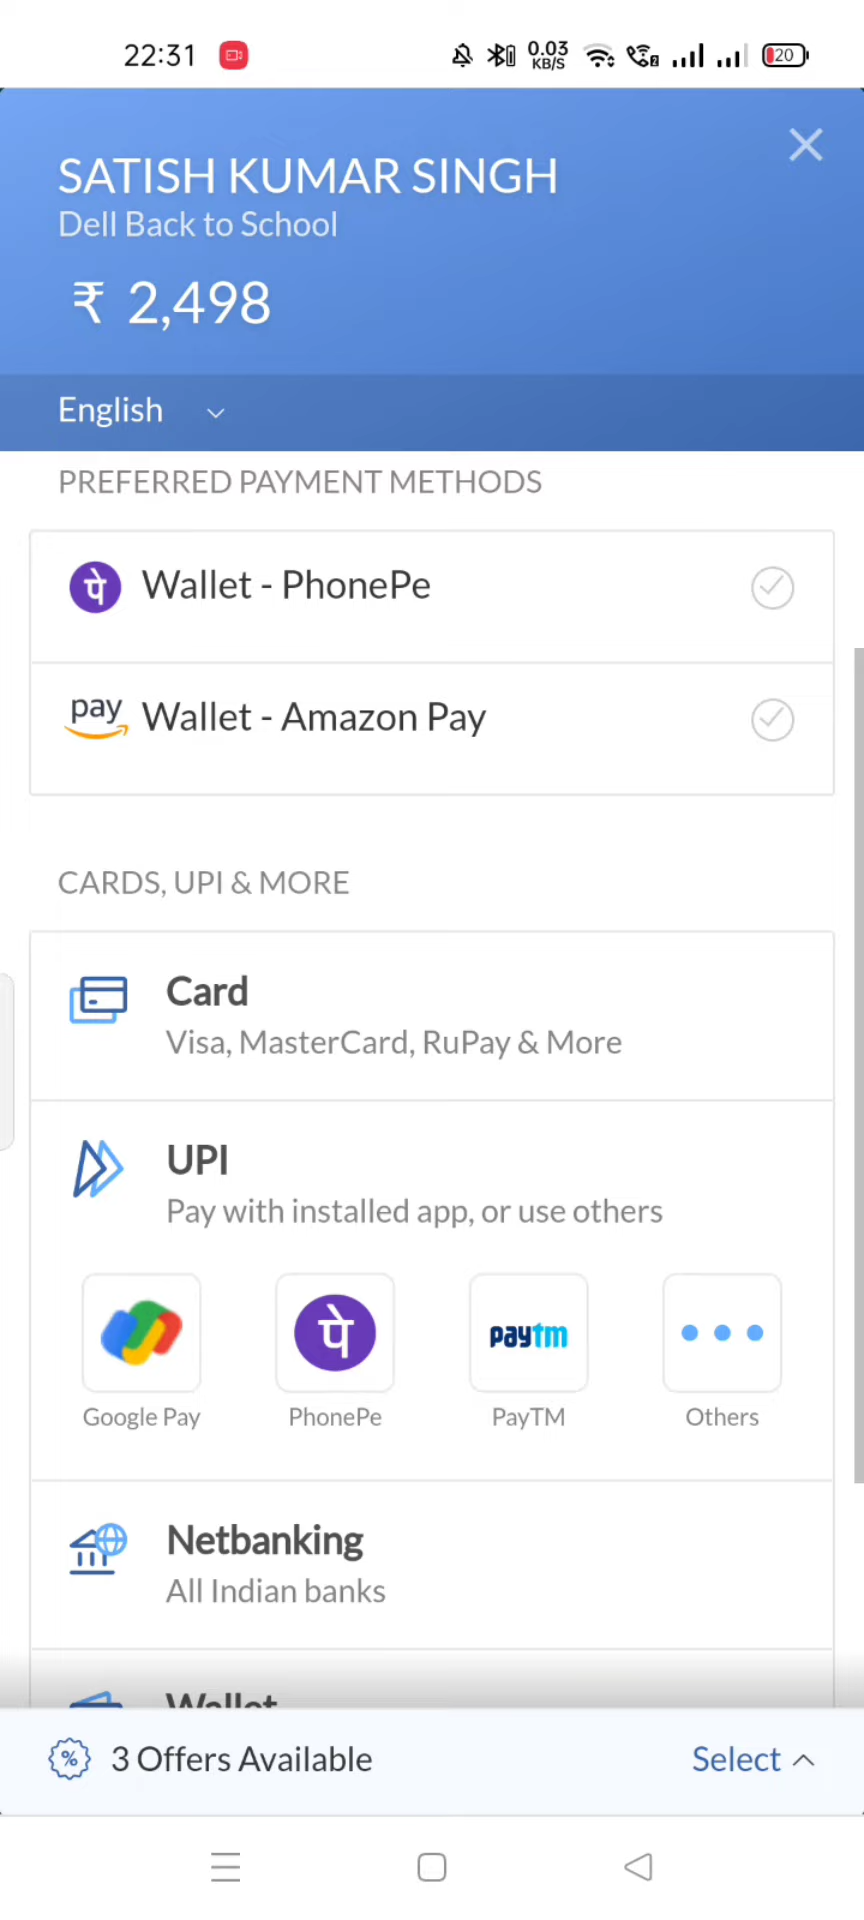 22:31
0.03
KB/S
20
SATISH KUMAR SINGH
Dell Back to School
₹ 2,498
English
PREFERRED PAYMENT METHODS
पे Wallet - PhonePe
pay Wallet - Amazon Pay
CARDS, UPI & MORE
Card
Visa, MasterCard, RuPay & More
UPI
Pay with installed app, or use others
पे
paytm
Google Pay
PhonePe
PayTM
Others
Netbanking
All Indian banks
Wallet
% 3 Offers Available
Select